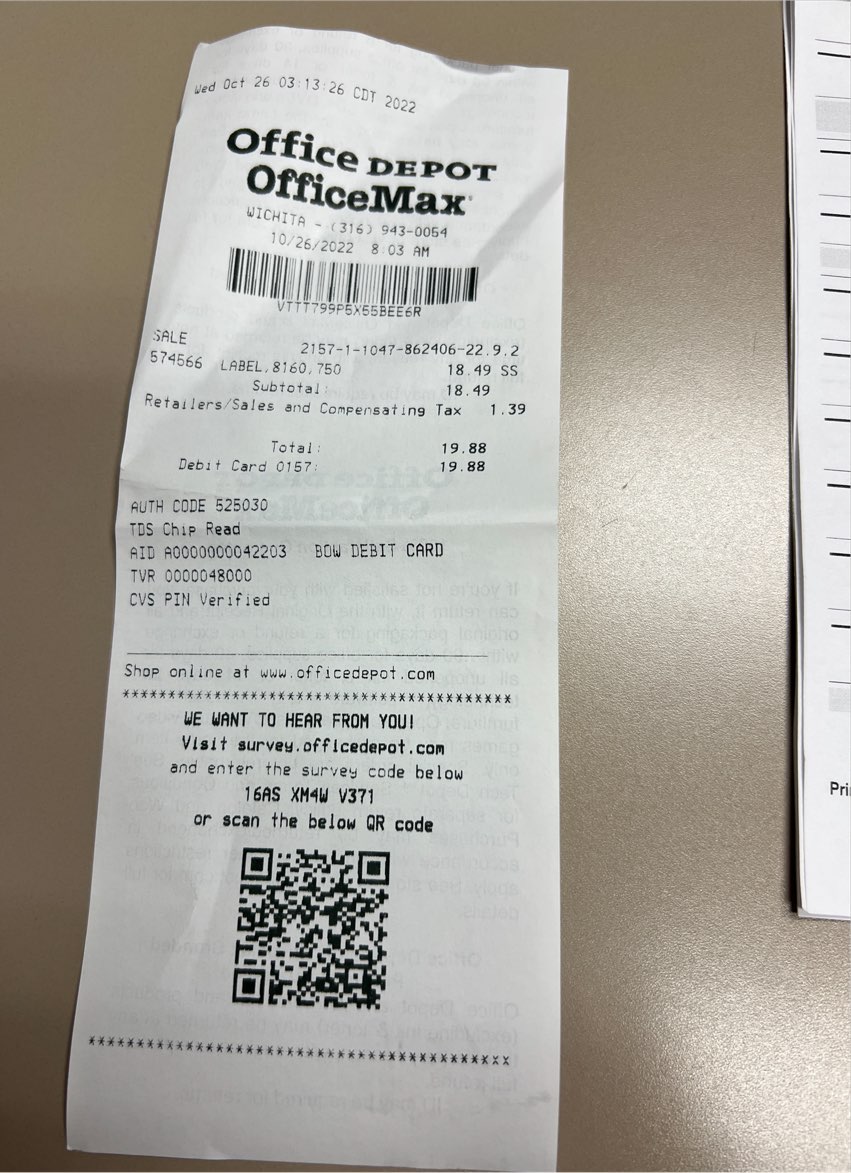 Wed Oct 26 03:13:26 CDT 2022
Office DEPOT
OfficeMax
WICHITA - (316) 943-0054
10/26/2022 8:03 AM
VTTT799P5X55BEE6R
SALE 2157-1-1047-862406-22.9.2
574566 LABEL,8160,750 18.49 SS
Subtotal: 18.49
Retailers/Sales and Compensating Tax 1.39
Total: 19.88
Debit Card 0157: 19.88
AUTH CODE 525030
TDS Chip Read
AID A0000000042203 BOW DEBIT CARD
TVR 0000048000
CVS PIN Verified
Shop online at www.officedepot.com
****************************************
WE WANT TO HEAR FROM YOU!
Visit survey.officedepot.com
and enter the survey code below
16AS XM4W V371
or scan the below QR code
****************************************
Pri